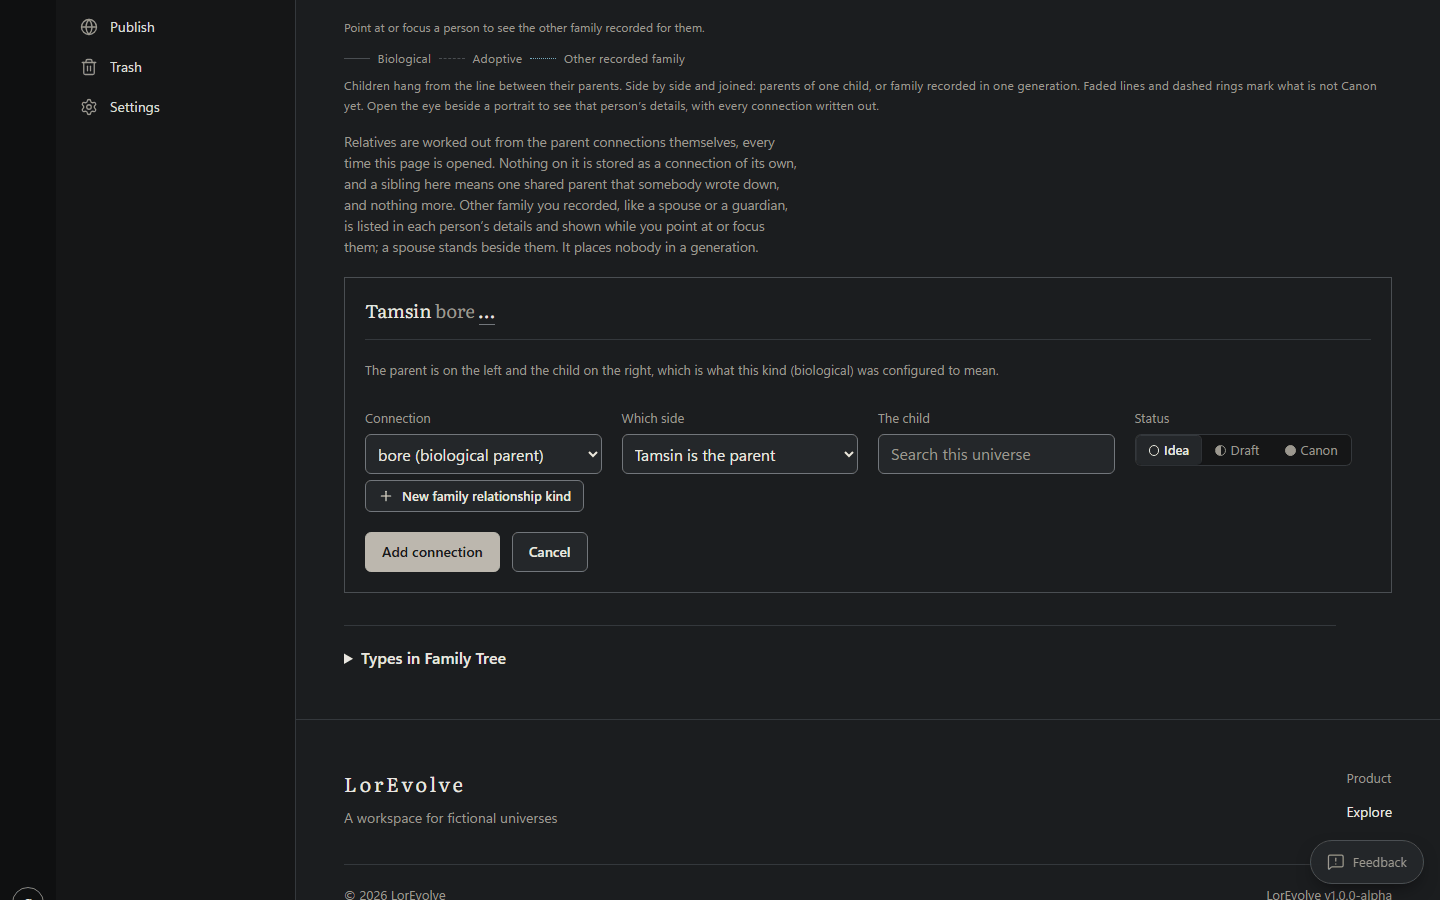 Publish
Trash
Settings
Point at or focus a person to see the other family recorded for them.
Biological Adoptive Other recorded family
Children hang from the line between their parents. Side by side and joined: parents of one child, or family recorded in one generation. Faded lines and dashed rings mark what is not Canon
yet. Open the eye beside a portrait to see that person’s details, with every connection written out.
Relatives are worked out from the parent connections themselves, every
time this page is opened. Nothing on it is stored as a connection of its own,
and a sibling here means one shared parent that somebody wrote down,
and nothing more. Other family you recorded, like a spouse or a guardian,
is listed in each person’s details and shown while you point at or focus
them; a spouse stands beside them. It places nobody in a generation.
Tamsin bore ...
The parent is on the left and the child on the right, which is what this kind (biological) was configured to mean.
Connection Which side The child Status
bore (biological parent) Tamsin is the parent Search this universe Idea Draft Canon
New family relationship kind
Add connection Cancel
Types in Family Tree
LorEvolve
A workspace for fictional universes
Product
Explore
Feedback
© 2026 LorEvolve
LorEvolve v1.0.0-alpha